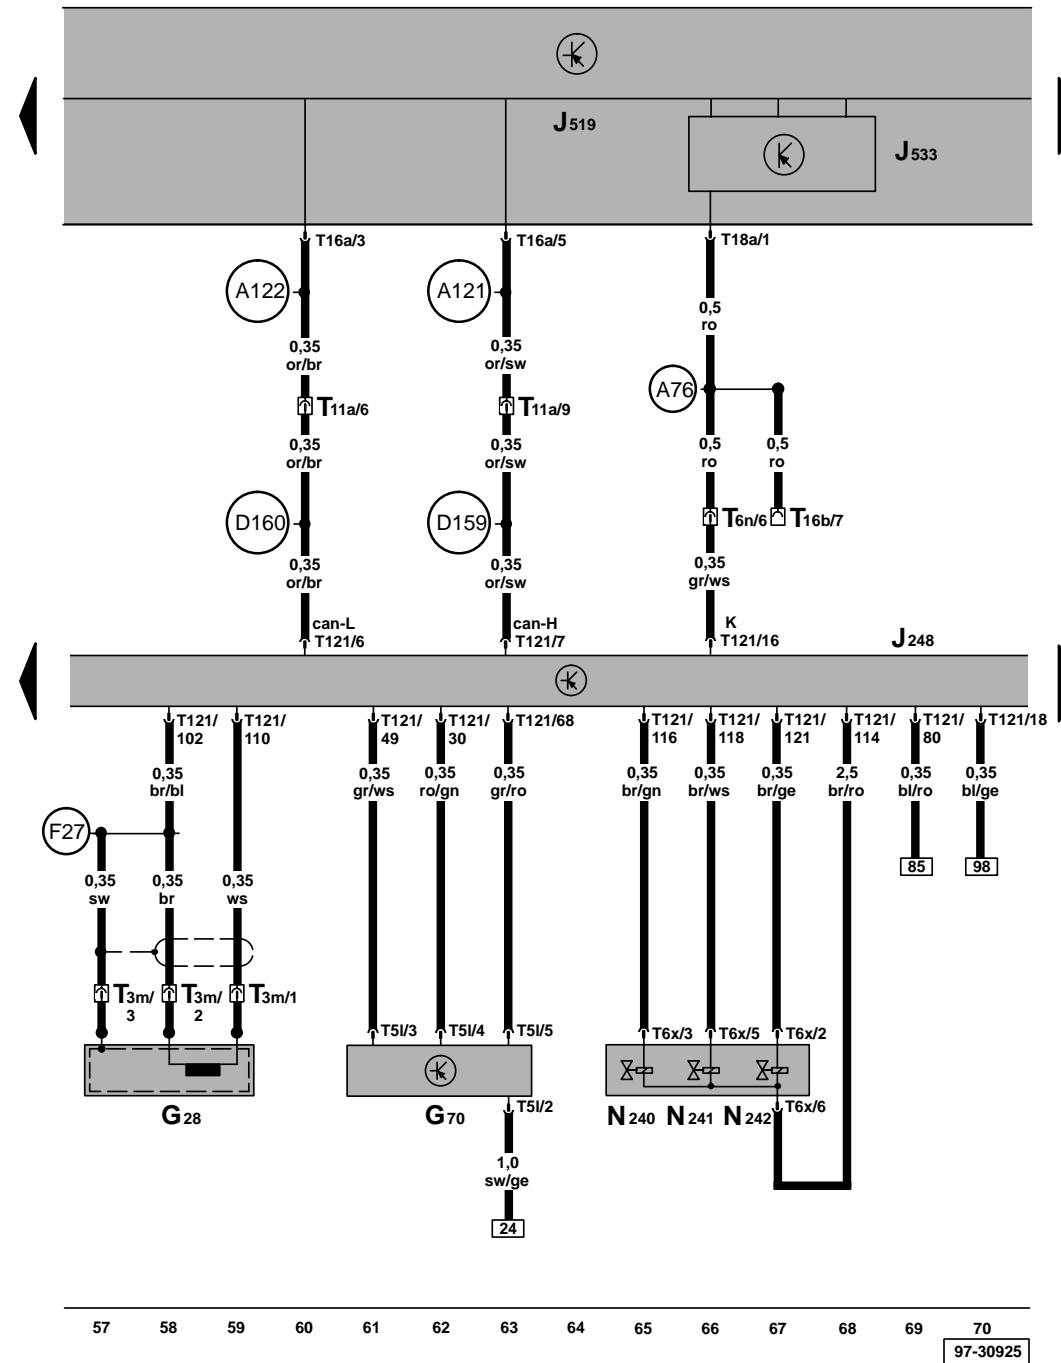 J519
J533
T16a/3 T16a/5 T18a/1
A122 A121
0,5
ro
0,35 0,35
or/br or/sw
A76
T11a/6 T11a/9
0,35 0,35 0,5 0,5
or/br or/sw ro ro
D160 D159 T6n/6 T16b/7
0,35 0,35 0,35
or/br or/sw gr/ws
can-L can-H K
T121/6 T121/7 T121/16 J248
T121/ T121/ T121/ T121/ T121/68 T121/ T121/ T121/ T121/ T121/ T121/18
102 110 49 30 116 118 121 114 80
0,35 0,35 0,35 0,35 0,35 0,35 0,35 2,5 0,35 0,35
br/bl gr/ws ro/gn gr/ro br/gn br/ws br/ge br/ro bl/ro bl/ge
F27
85 98
0,35 0,35 0,35
sw br ws
T3m/ T3m/ T3m/1
3 2
T5l/3 T5l/4 T5l/5 T6x/3 T6x/5 T6x/2
G28 G70 T5l/2 N240 N241 N242 T6x/6
1,0
sw/ge
24
57 58 59 60 61 62 63 64 65 66 67 68 69 70
97-30925